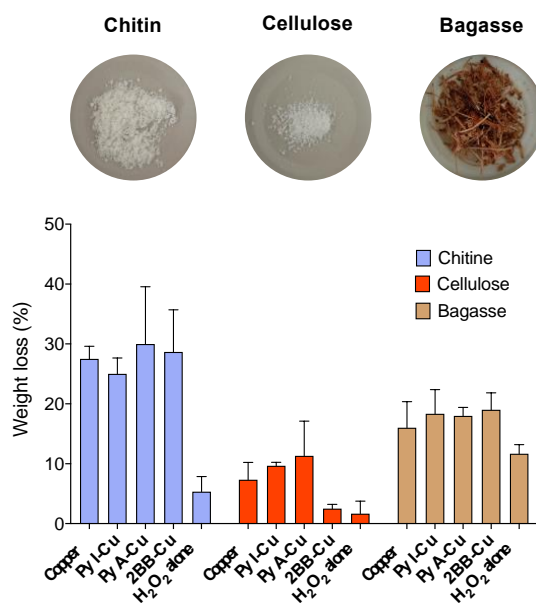 Chitin Cellulose Bagasse
50
40
30
20
10
0
Weight loss (%)
Chitine
Cellulose
Bagasse
Copper
Py I-Cu
Py A-Cu
2BB-Cu
H₂O₂ alone
Copper
Py I-Cu
Py A-Cu
2BB-Cu
H₂O₂ alone
Copper
Py I-Cu
Py A-Cu
2BB-Cu
H₂O₂ alone